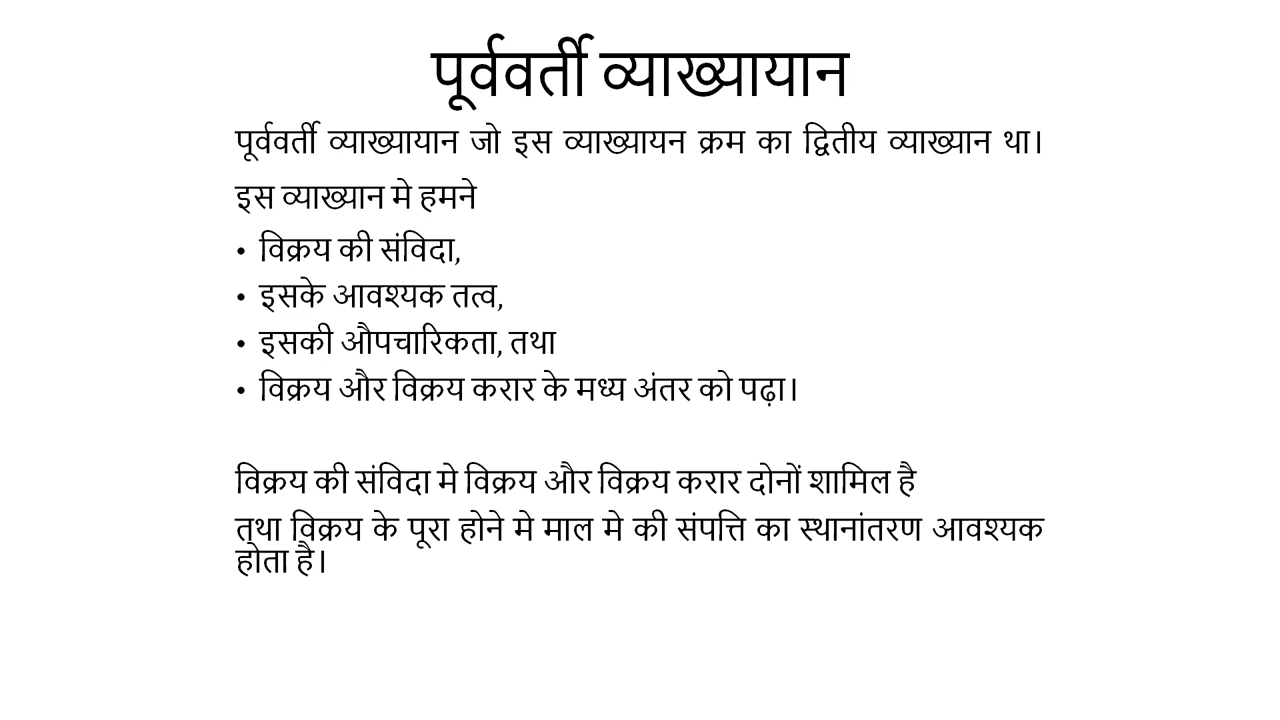 पूर्ववर्ती व्याख्यायान
पूर्ववर्ती व्याख्यायान जो इस व्याख्यायन क्रम का द्वितीय व्याख्यान था।
इस व्याख्यान मे हमने
• विक्रय की संविदा,
• इसके आवश्यक तत्व,
• इसकी औपचारिकता, तथा
• विक्रय और विक्रय करार के मध्य अंतर को पढ़ा।
विक्रय की संविदा मे विक्रय और विक्रय करार दोनों शामिल है
तथा विक्रय के पूरा होने मे माल मे की संपत्ति का स्थानांतरण आवश्यक
होता है।